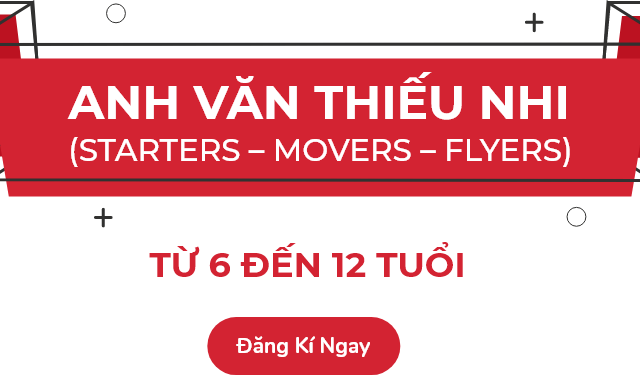 ANH VĂN THIẾU NHI
(STARTERS – MOVERS – FLYERS)
TỪ 6 ĐẾN 12 TUỔI
Đăng Kí Ngay